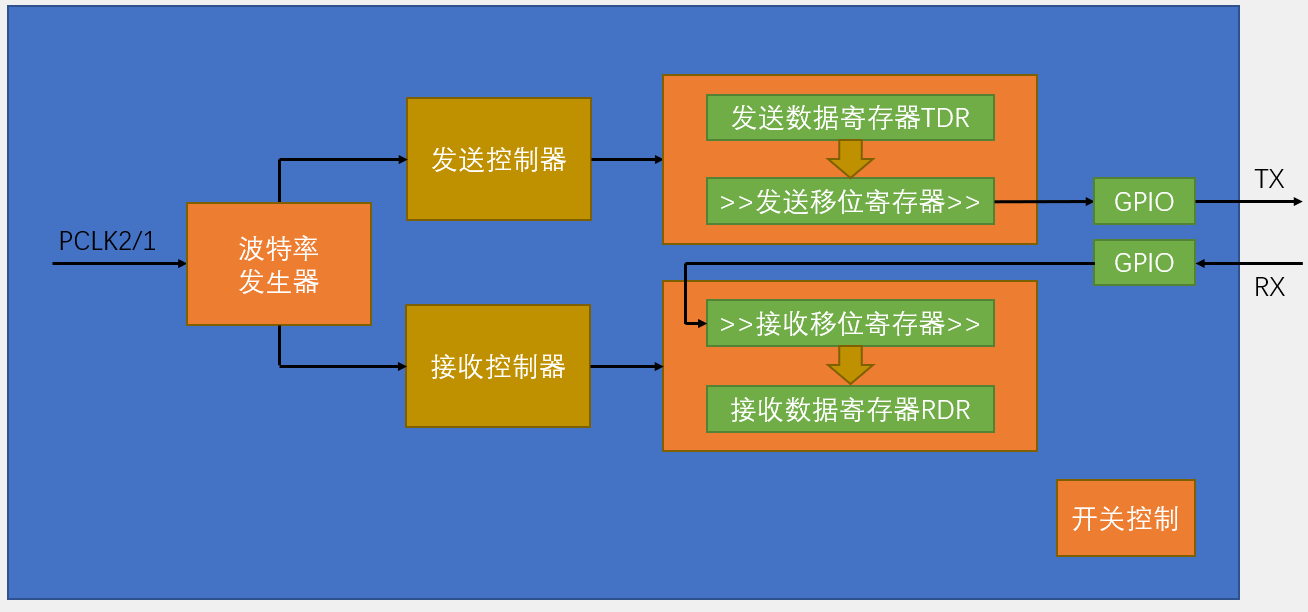 发送数据寄存器TDR
发送控制器
>>发送移位寄存器>>
GPIO
TX
PCLK2/1
波特率
发生器
GPIO
RX
>>接收移位寄存器>>
接收控制器
接收数据寄存器RDR
开关控制